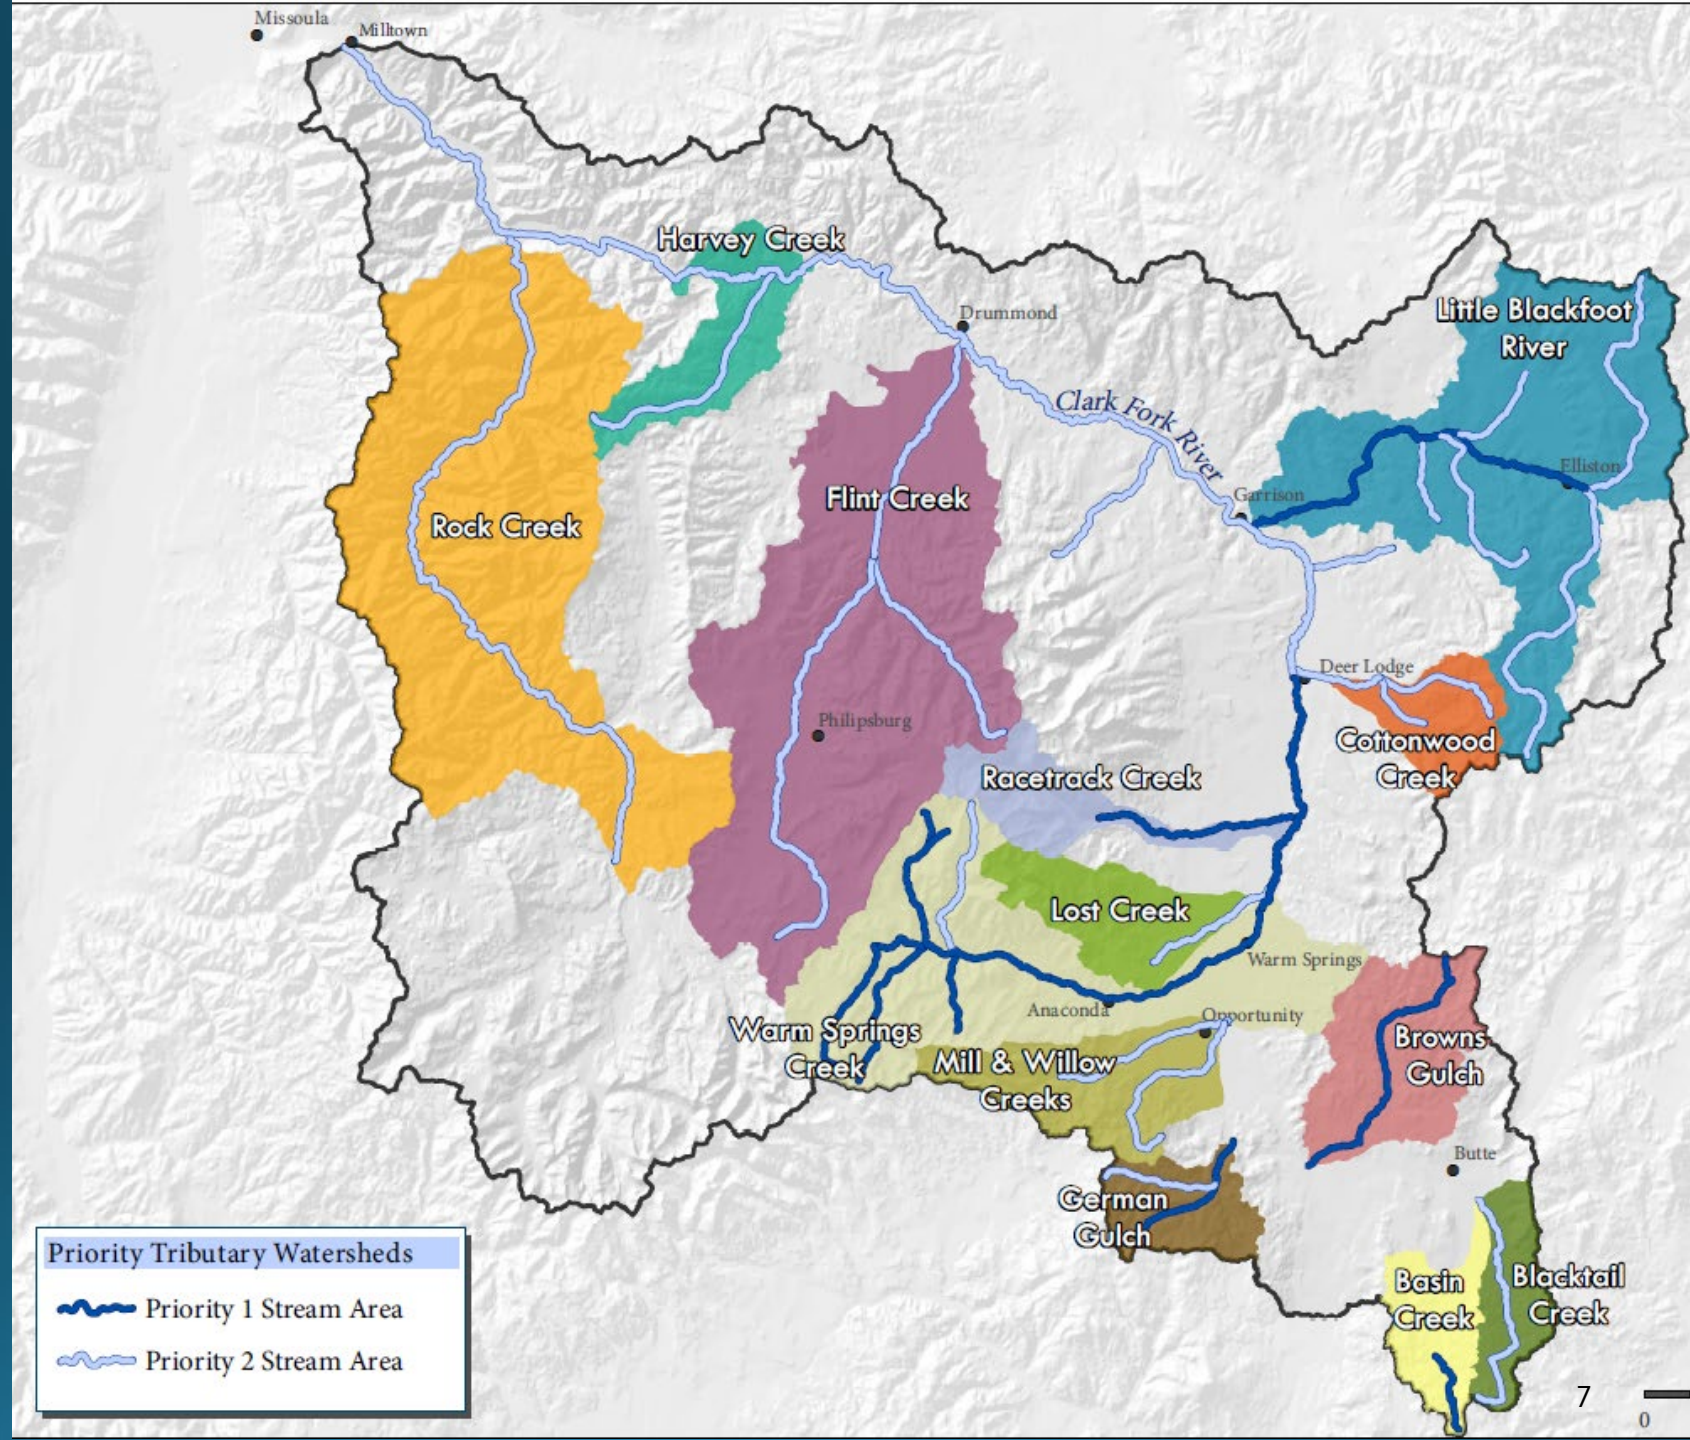 Missoula
Milltown
Harvey Creek
Drummond
Little Blackfoot
River
Clark Fork River
Elliston
Garrison
Flint Creek
Rock Creek
Deer Lodge
Philipsburg
Cottonwood
Creek
Racetrack Creek
Lost Creek
Warm Springs
Anaconda
Opportunity
Warm Springs
Creek
Browns
Gulch
Mill & Willow
Creeks
Butte
German
Gulch
Basin
Creek
Blacktail
Creek
Priority Tributary Watersheds
Priority 1 Stream Area
Priority 2 Stream Area
7
0